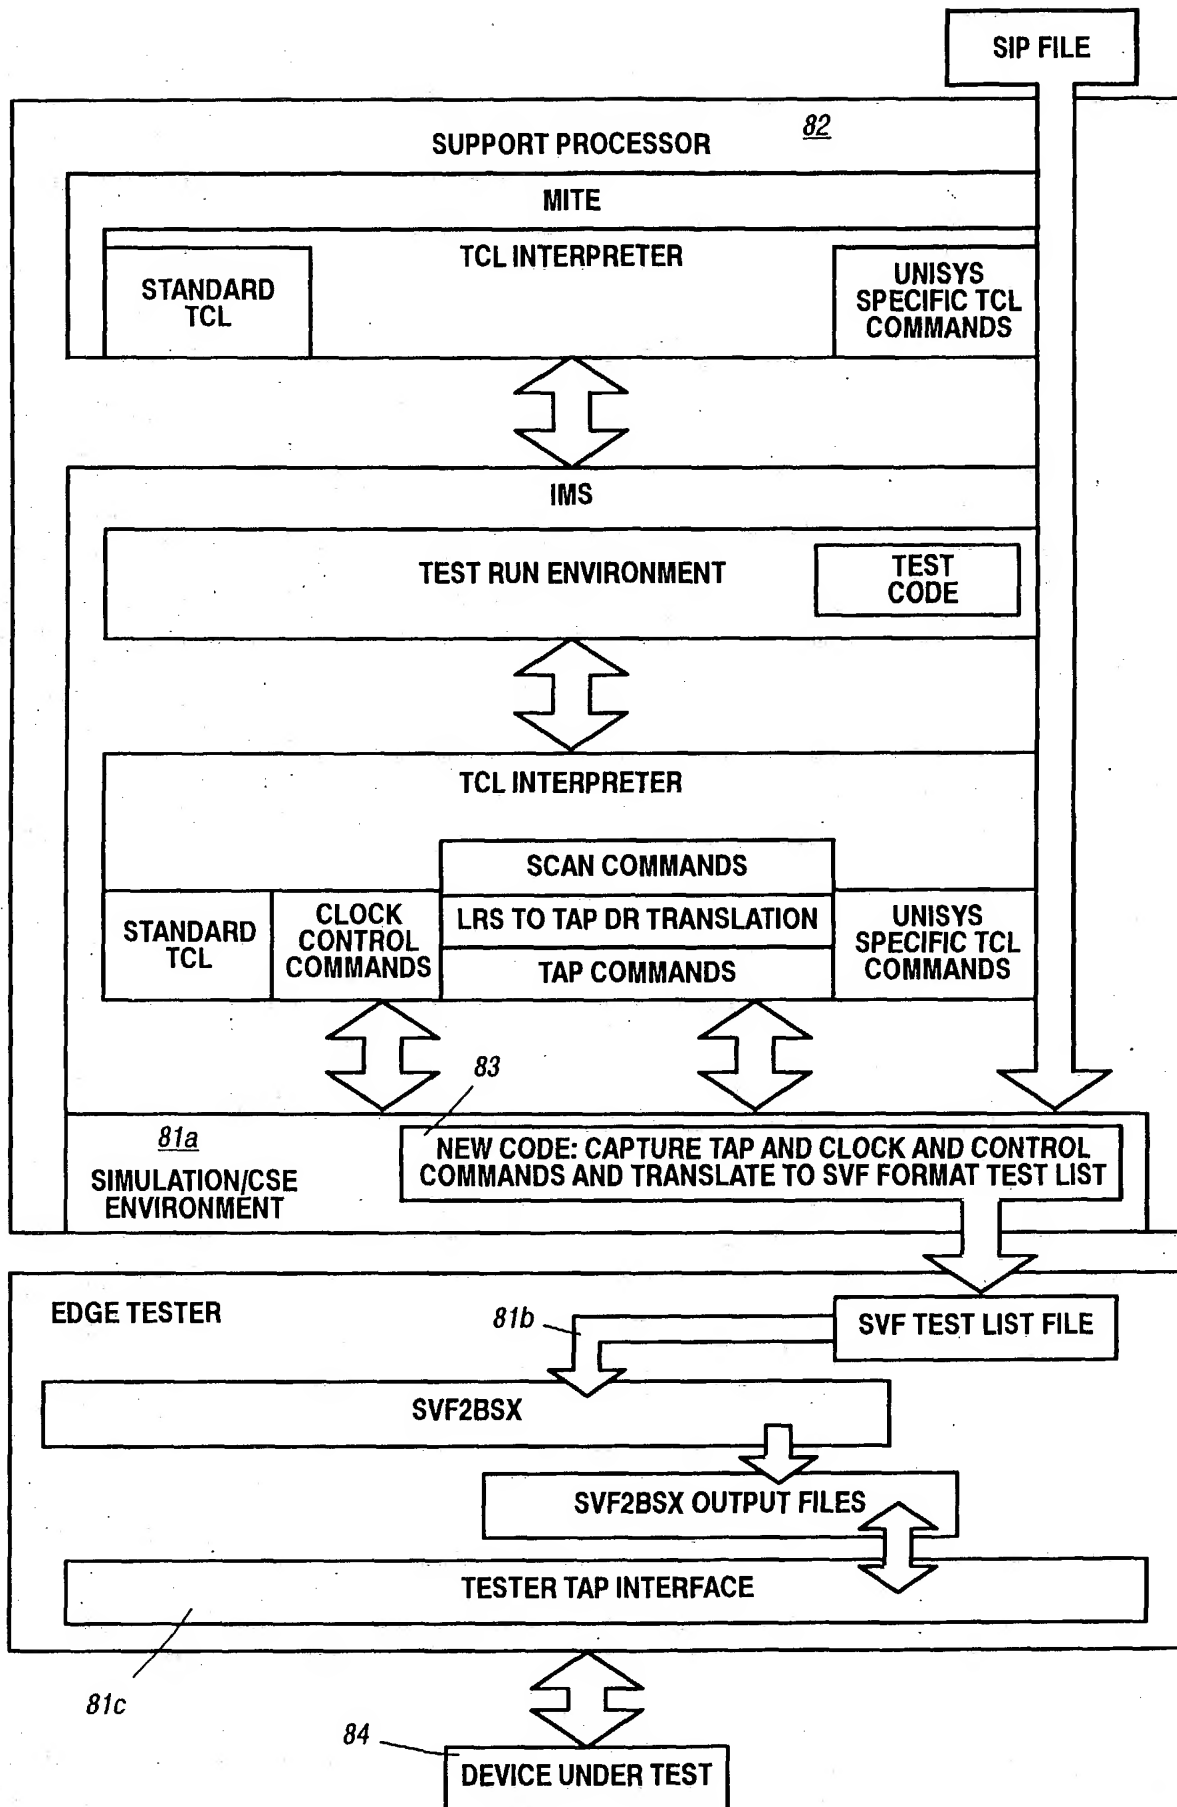 SIP FILE
82
SUPPORT PROCESSOR
MITE
TCL INTERPRETER
STANDARD
TCL
UNISYS
SPECIFIC TCL
COMMANDS
IMS
TEST RUN ENVIRONMENT
TEST
CODE
TCL INTERPRETER
SCAN COMMANDS
STANDARD
TCL
CLOCK
CONTROL
COMMANDS
LRS TO TAP DR TRANSLATION
TAP COMMANDS
UNISYS
SPECIFIC TCL
COMMANDS
83
81a
SIMULATION/CSE
ENVIRONMENT
NEW CODE: CAPTURE TAP AND CLOCK AND CONTROL
COMMANDS AND TRANSLATE TO SVF FORMAT TEST LIST
EDGE TESTER
81b
SVF TEST LIST FILE
SVF2BSX
SVF2BSX OUTPUT FILES
TESTER TAP INTERFACE
81c
84
DEVICE UNDER TEST